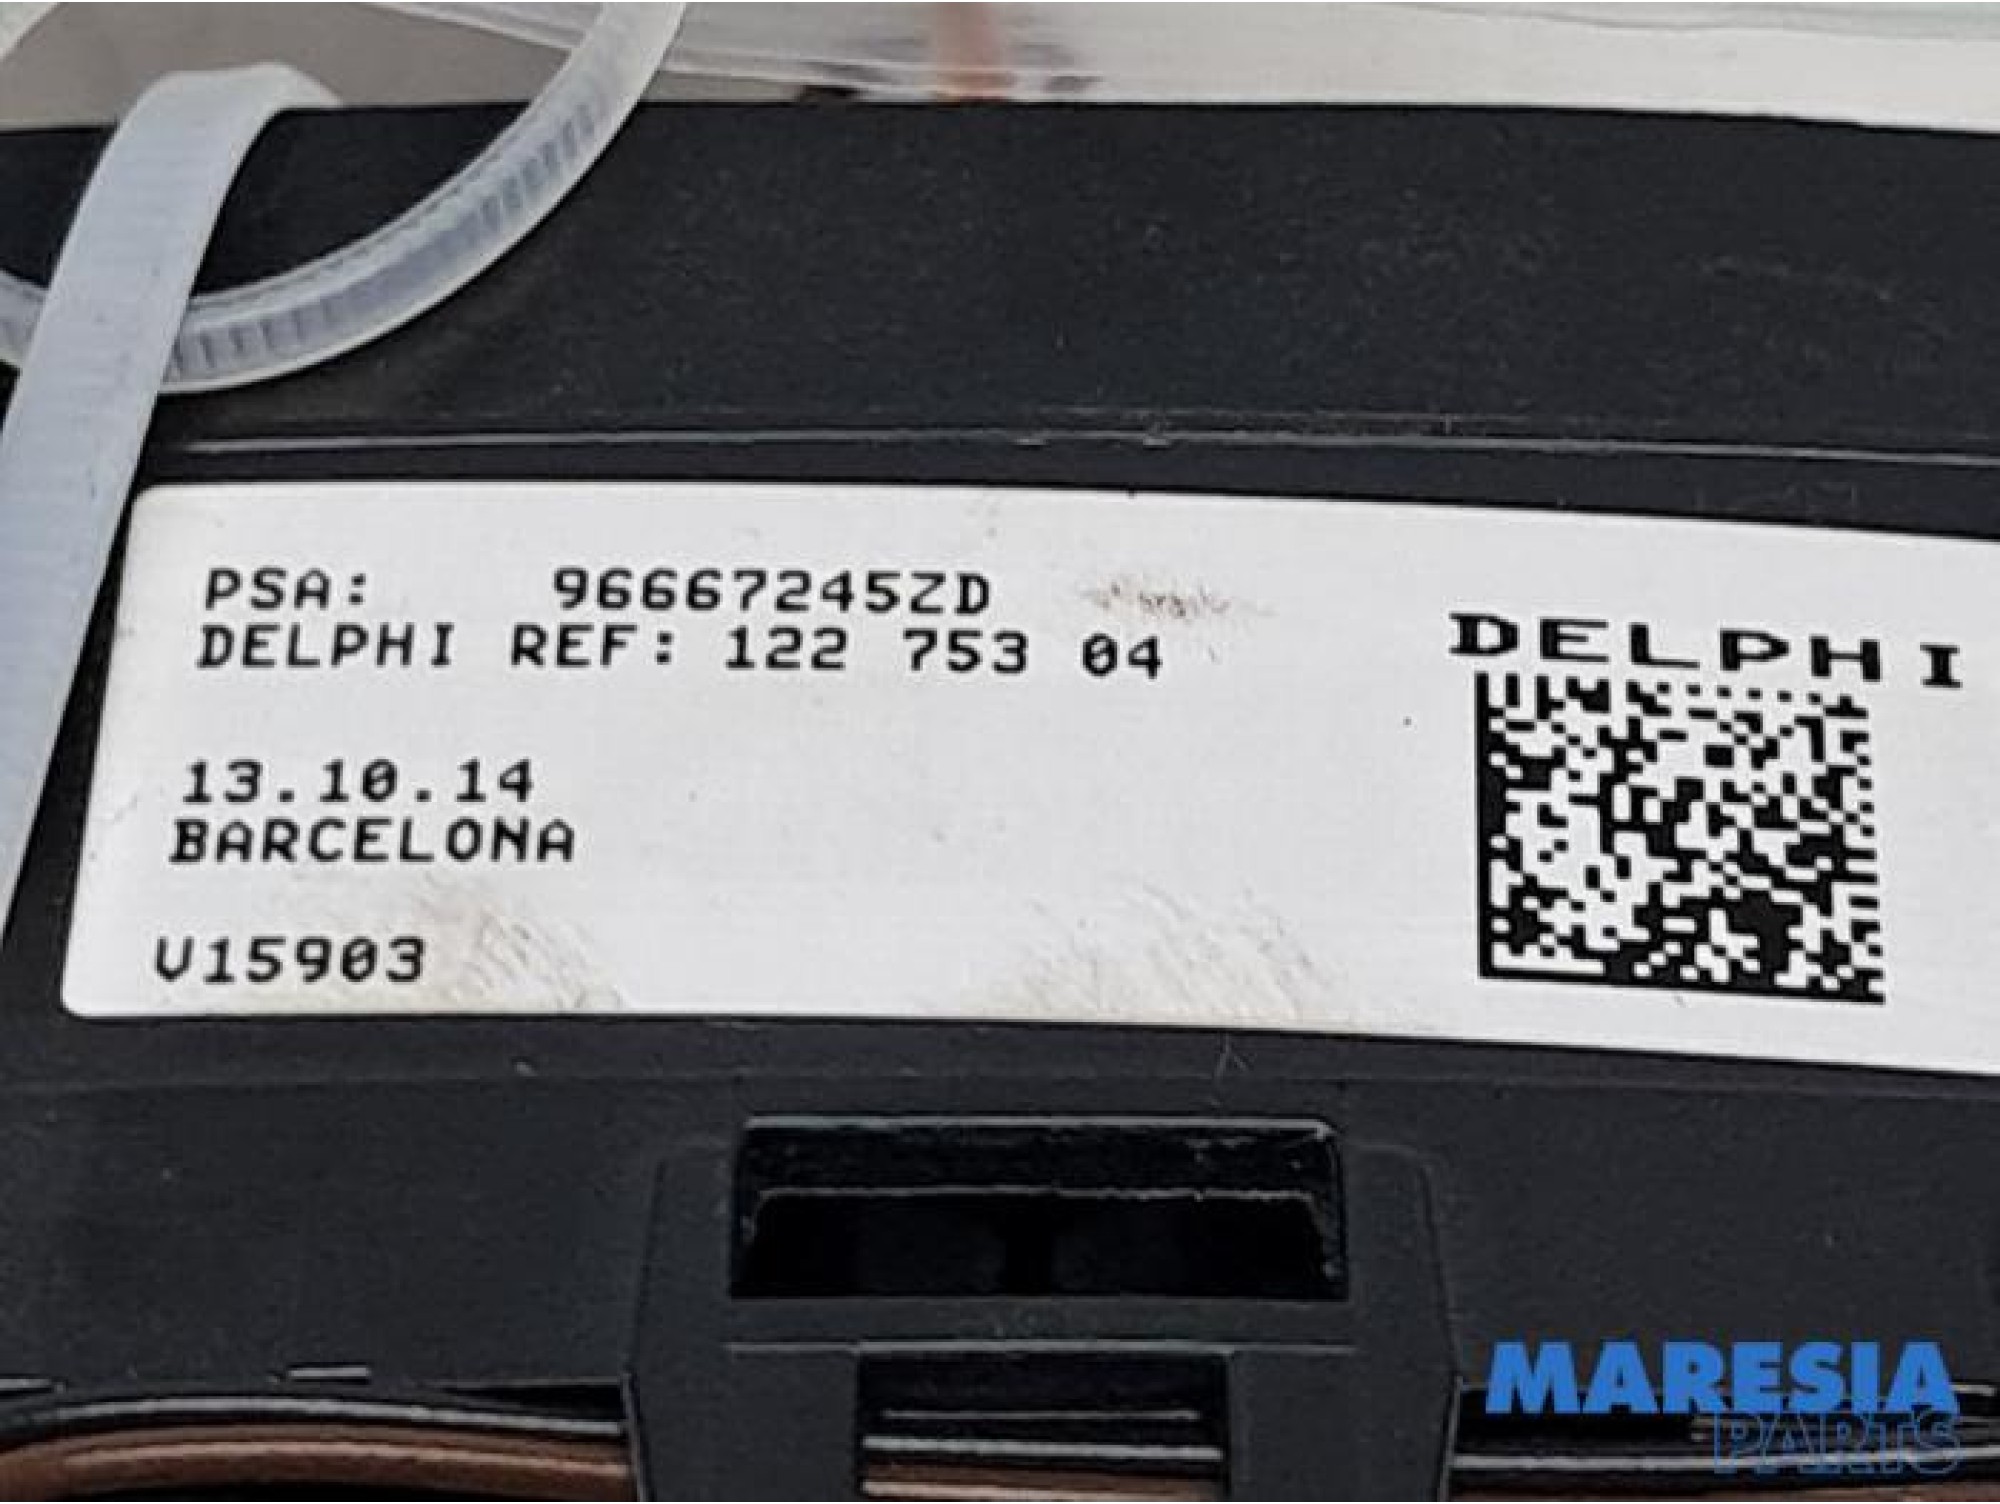 PSA: 96667245ZD
DELPHI REF: 122 753 04
13.10.14
BARCELONA
V15903
DELPHI
MARESIA
PARTS